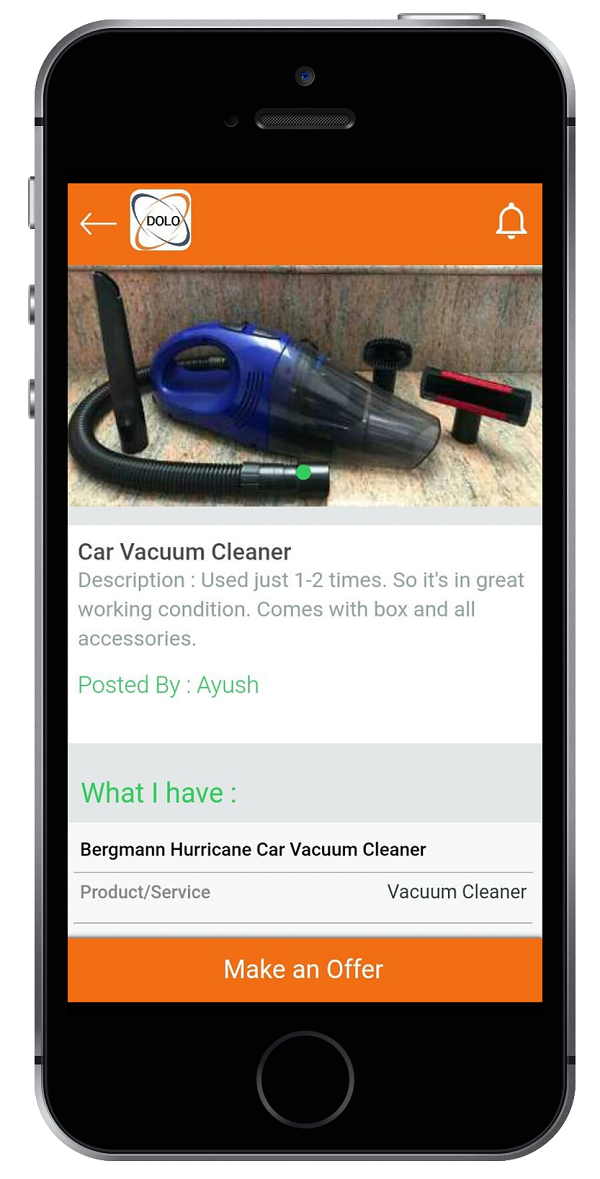 DOLO
Car Vacuum Cleaner
Description : Used just 1-2 times. So it's in great
working condition. Comes with box and all
accessories.
Posted By : Ayush
What I have :
Bergmann Hurricane Car Vacuum Cleaner
Product/Service Vacuum Cleaner
Make an Offer